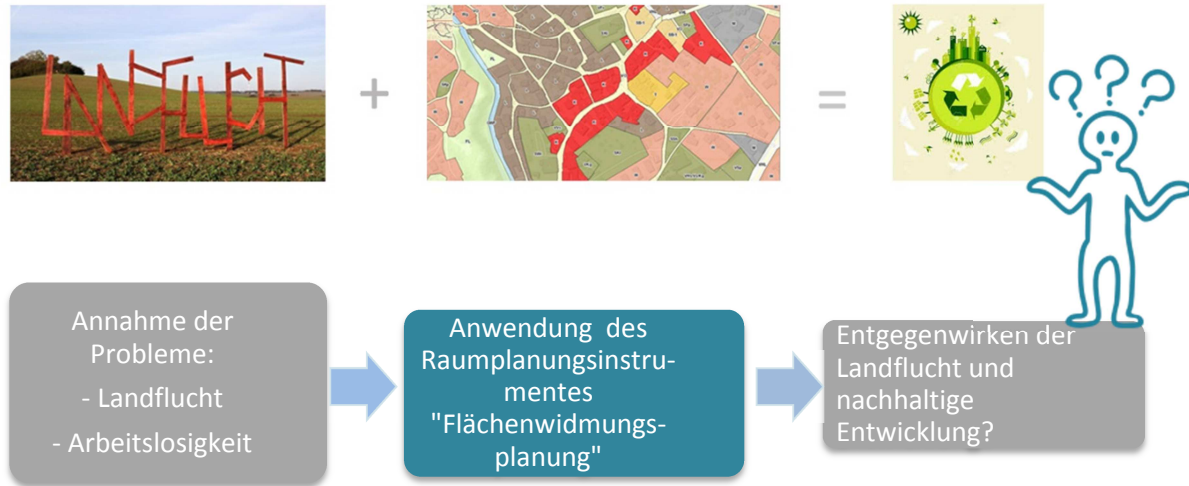 LANDFLUCHT
+
=
? ? ?
Annahme der
Probleme:
- Landflucht
- Arbeitslosigkeit
Anwendung des
Raumplanungsinstru-
mentes
"Flächenwidmungs-
planung"
Entgegenwirken der
Landflucht und
nachhaltige
Entwicklung?